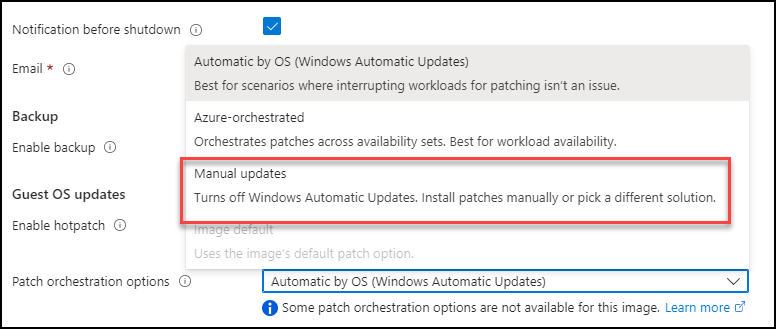 Notification before shutdown
Email *
Automatic by OS (Windows Automatic Updates)
Best for scenarios where interrupting workloads for patching isn't an issue.
Backup
Azure-orchestrated
Enable backup
Orchestrates patches across availability sets. Best for workload availability.
Manual updates
Guest OS updates
Turns off Windows Automatic Updates. Install patches manually or pick a different solution.
Enable hotpatch
Image default
Uses the image's default patch option.
Patch orchestration options
Automatic by OS (Windows Automatic Updates)
Some patch orchestration options are not available for this image. Learn more